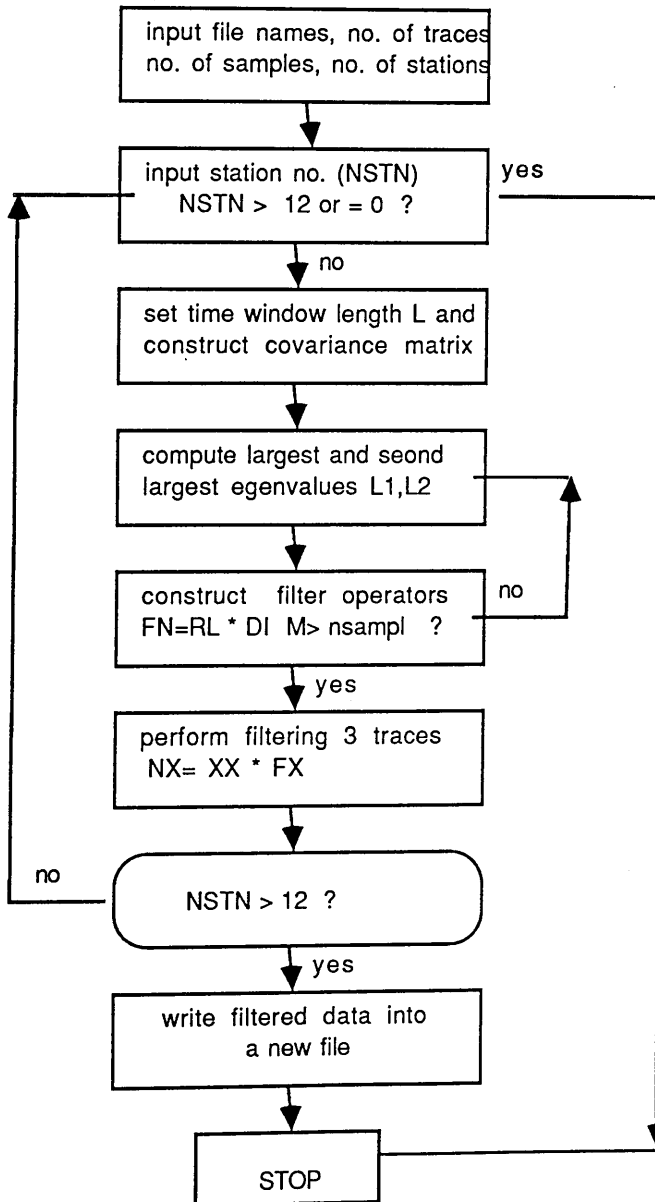 input file names, no. of traces
no. of samples, no. of stations
input station no. (NSTN)
NSTN > 12 or = 0 ?
yes
no
set time window length L and
construct covariance matrix
compute largest and seond
largest egenvalues L1,L2
construct filter operators
FN=RL * DI M> nsampl ?
no
yes
perform filtering 3 traces
NX= XX * FX
no
NSTN > 12 ?
yes
write filtered data into
a new file
STOP